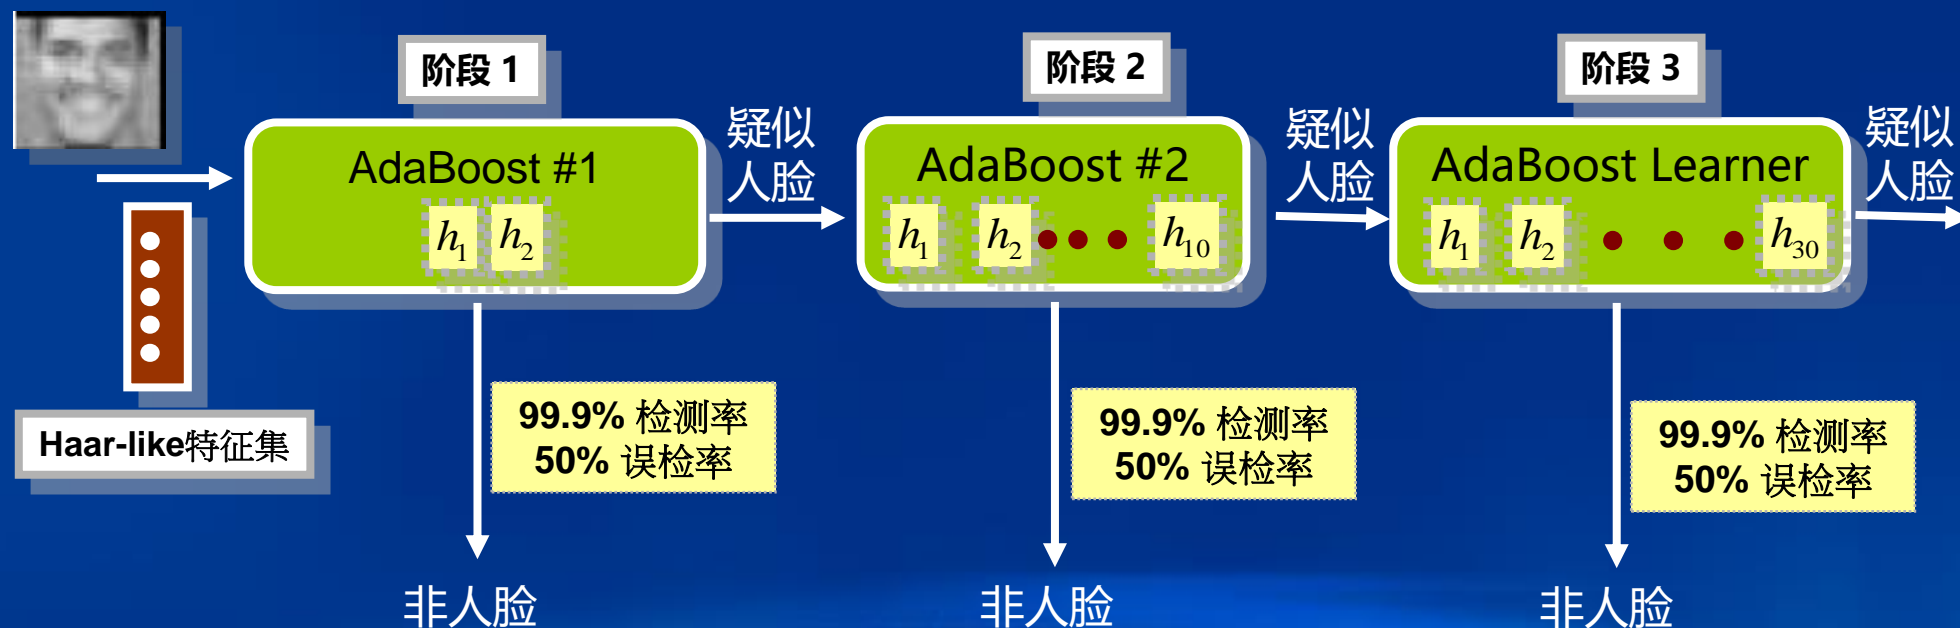 阶段 1
阶段 2
阶段 3
疑似
人脸
疑似
人脸
疑似
人脸
AdaBoost #1
h1 h2
AdaBoost #2
h1 h2 ••• h10
AdaBoost Learner
h1 h2 • • • h30
Haar-like特征集
99.9% 检测率
50% 误检率
99.9% 检测率
50% 误检率
99.9% 检测率
50% 误检率
非人脸
非人脸
非人脸